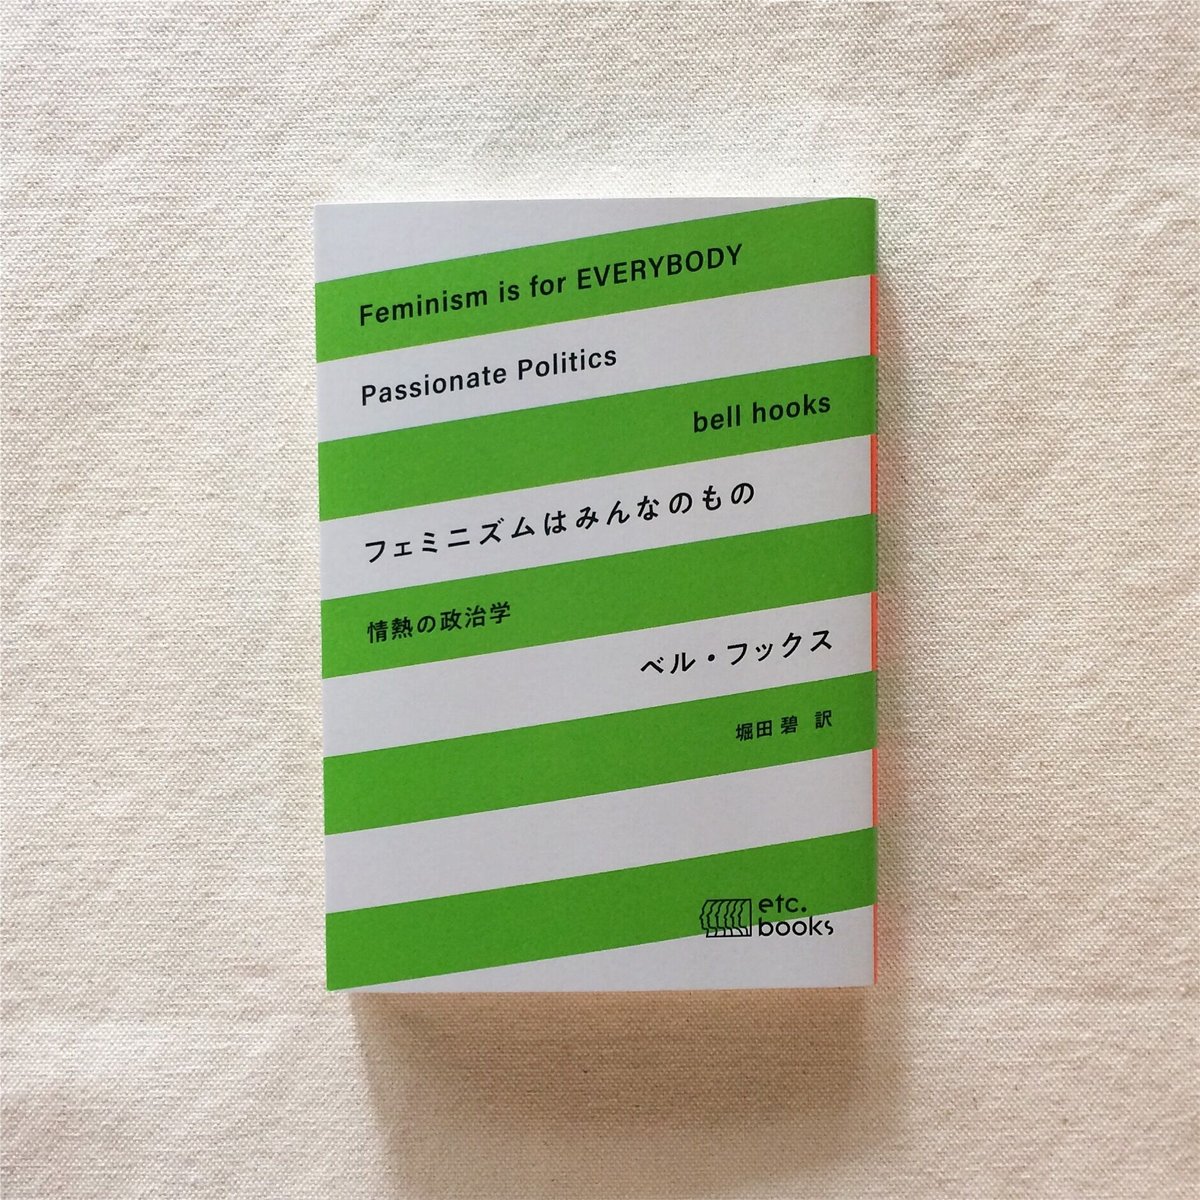 Feminism is for EVERYBODY
Passionate Politics
bell hooks
フェミニズムはみんなのもの
情熱の政治学
ベル・フックス
堀田 碧 訳
etc.
books